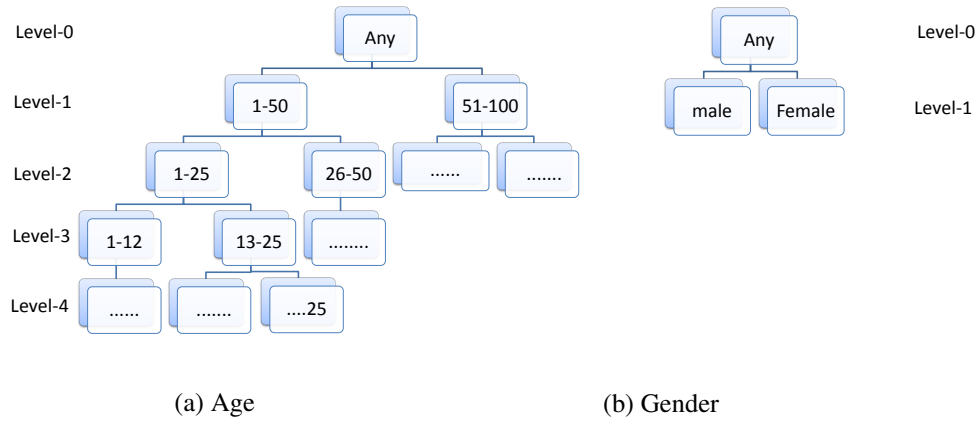 Level-0 Any Any Level-0
Level-1 1-50 51-100 male Female Level-1
Level-2 1-25 26-50 ...... .......
Level-3 1-12 13-25 ........
Level-4 ...... ....... ....25
(a) Age (b) Gender